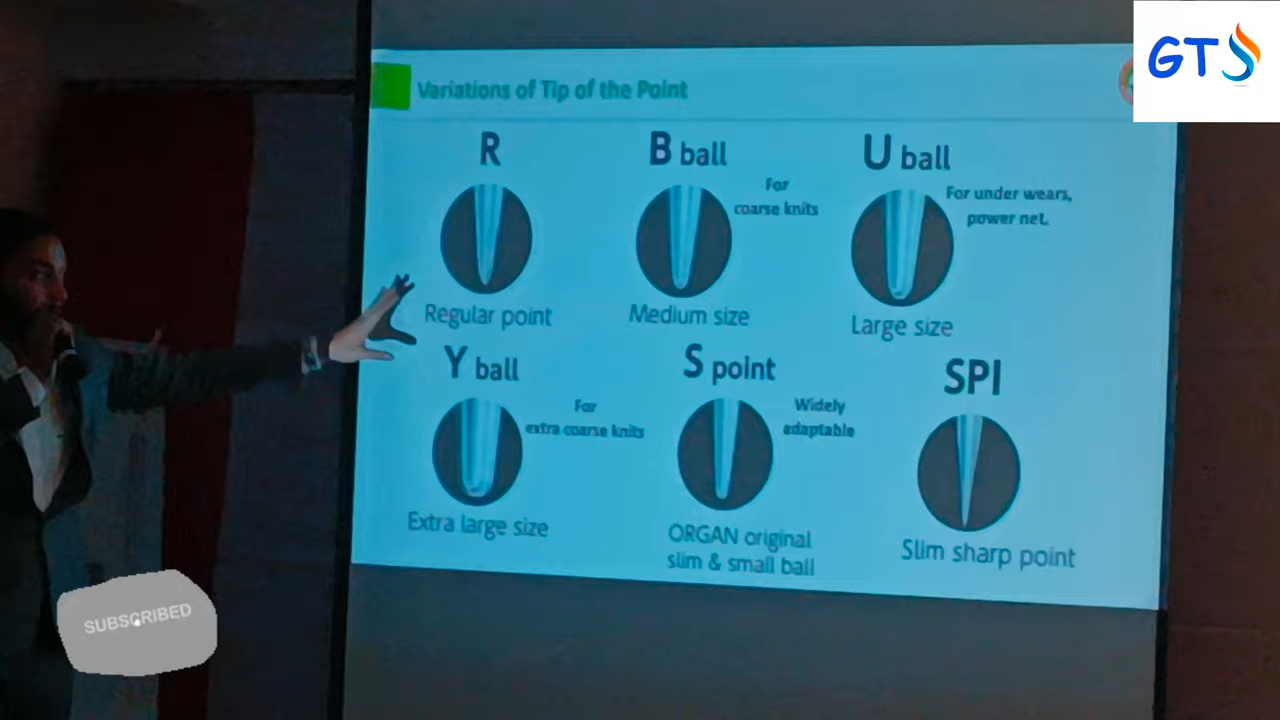 GTS
Variations of Tip of the Point
R
B ball
U ball
For
coarse knits
For under wears,
power net.
Regular point
Medium size
Large size
Y ball
S point
SPI
For
extra coarse knits
Widely
adaptable
Extra large size
ORGAN original
slim & small ball
Slim sharp point
SUBSCRIBED